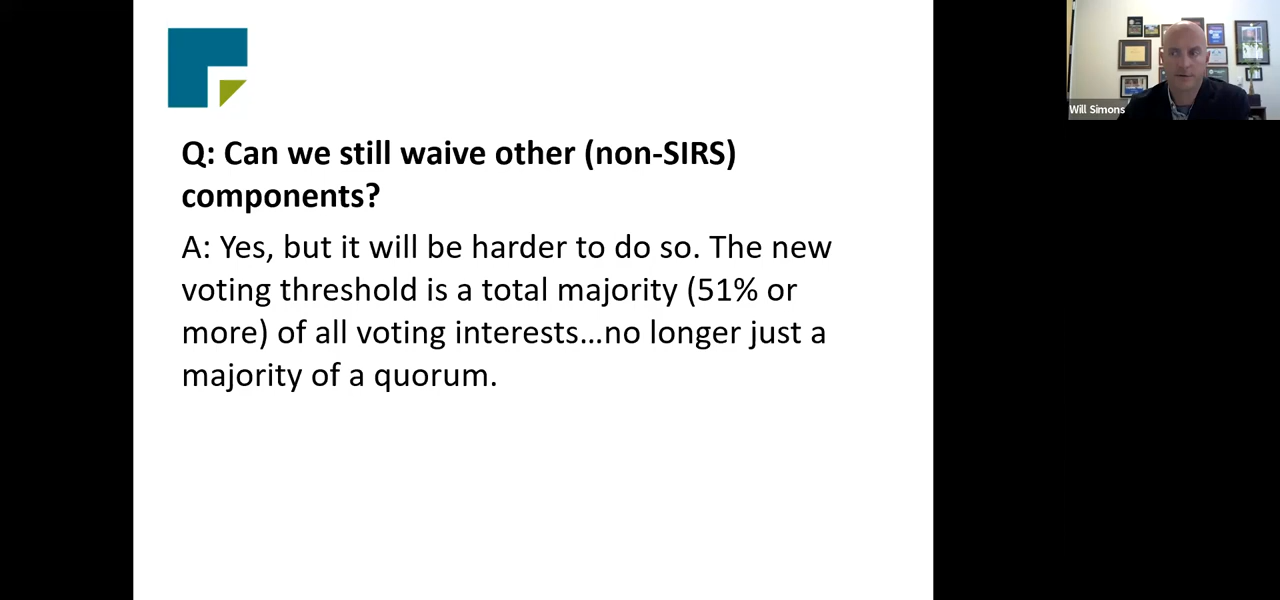 Q: Can we still waive other (non-SIRS)
components?
A: Yes, but it will be harder to do so. The new
voting threshold is a total majority (51% or
more) of all voting interests…no longer just a
majority of a quorum.
Will Simons